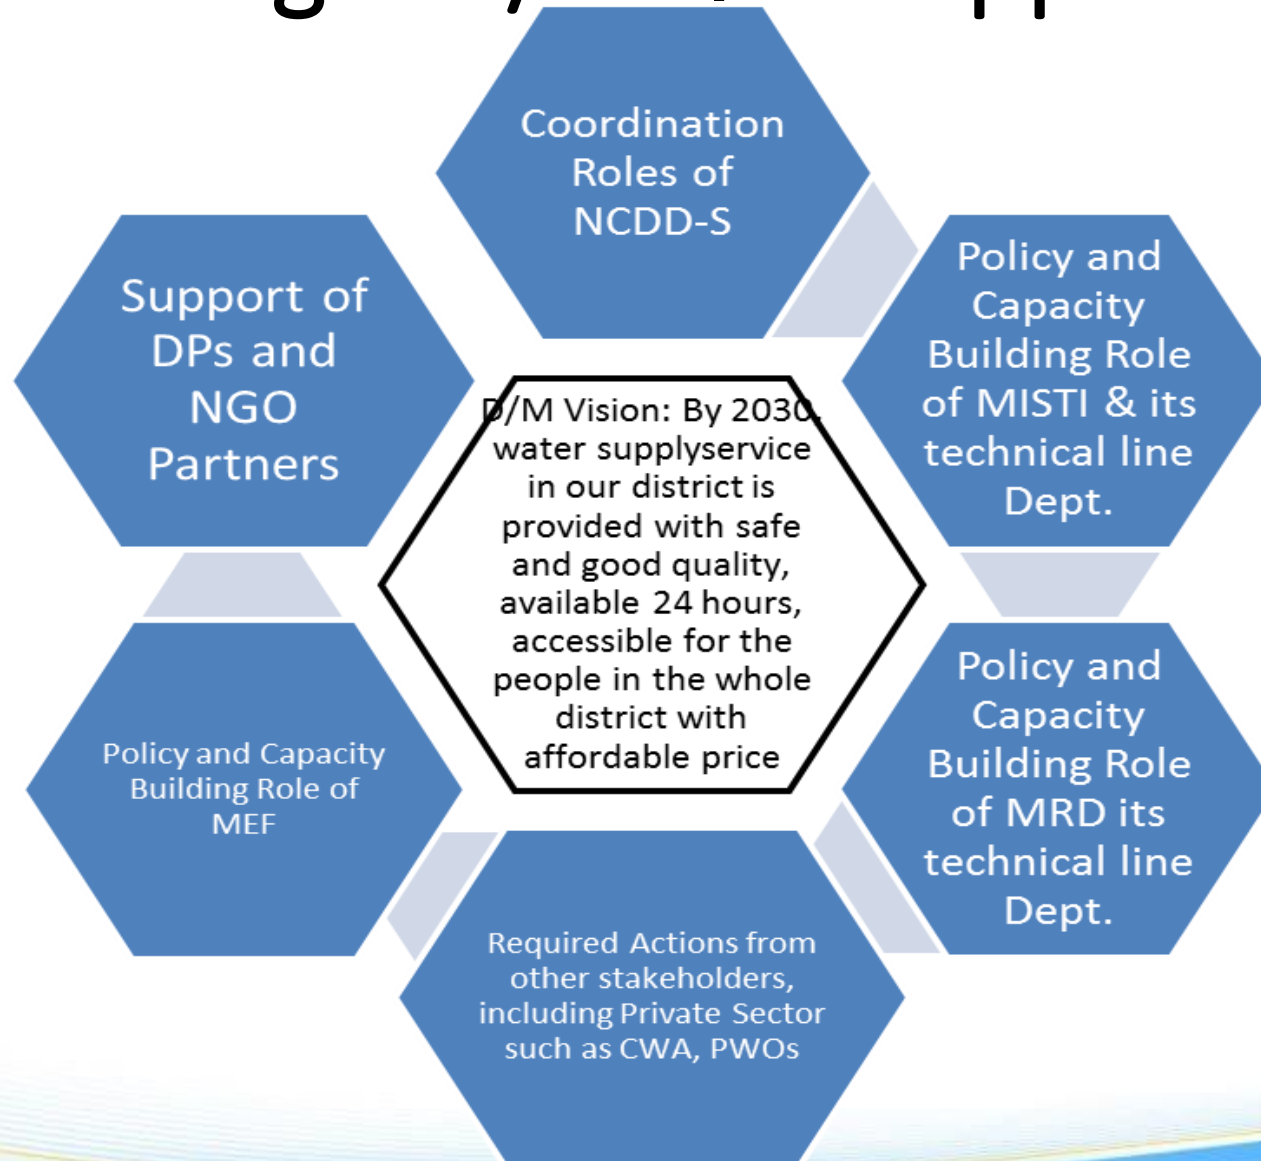 Coordination
Roles of
NCDD-S
Support of
DPs and
NGO
Partners
Policy and
Capacity
Building Role
of MISTI & its
technical line
Dept.
D/M Vision: By 2030,
water supplyservice
in our district is
provided with safe
and good quality,
available 24 hours,
accessible for the
people in the whole
district with
affordable price
Policy and Capacity
Building Role of
MEF
Policy and
Capacity
Building Role
of MRD its
technical line
Dept.
Required Actions from
other stakeholders,
including Private Sector
such as CWA, PWOs